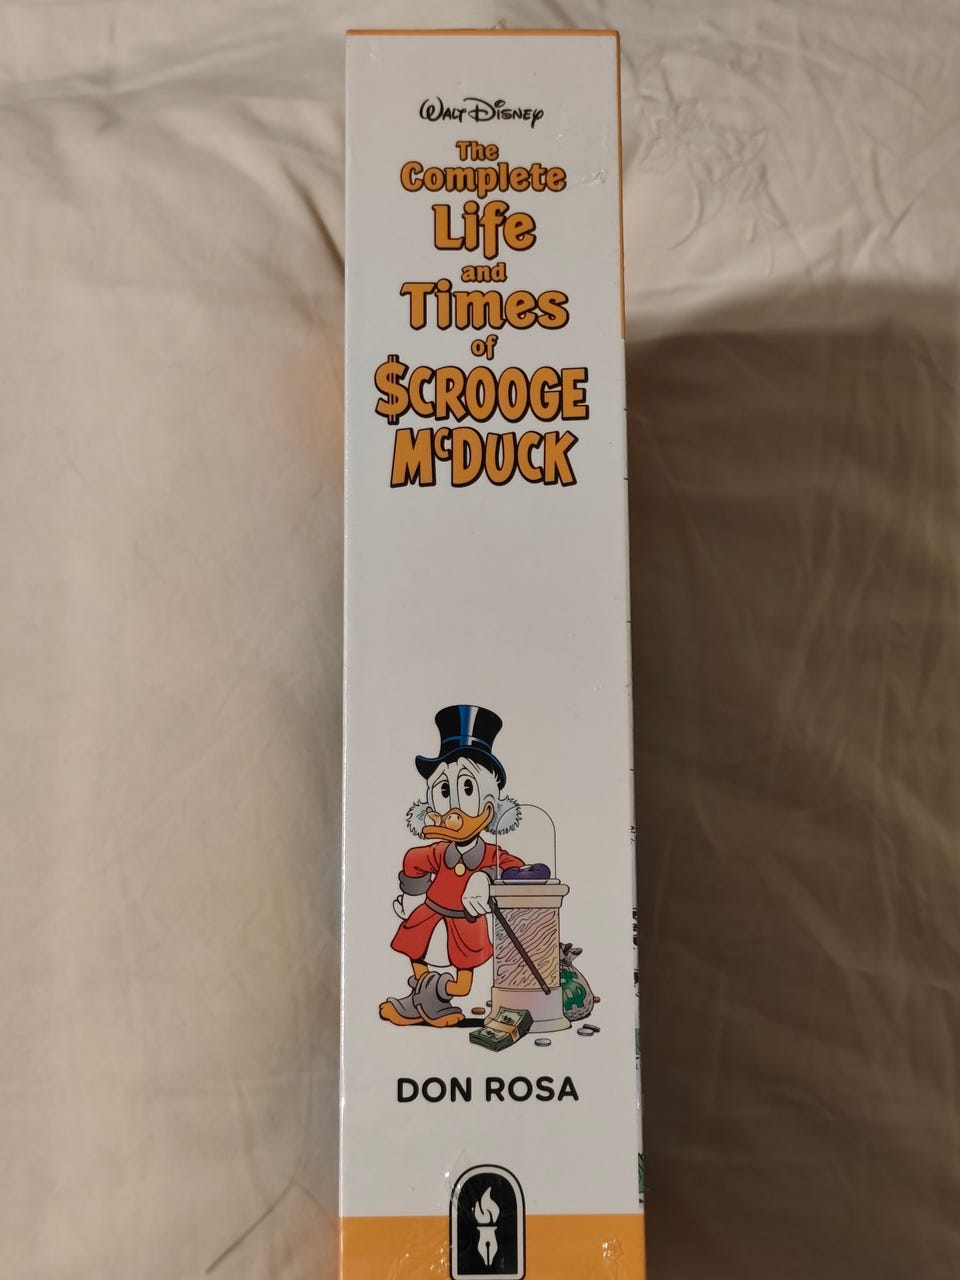 Walt Disney
The
Complete
Life
and
Times
of
$CROOGE
McDUCK
DON ROSA